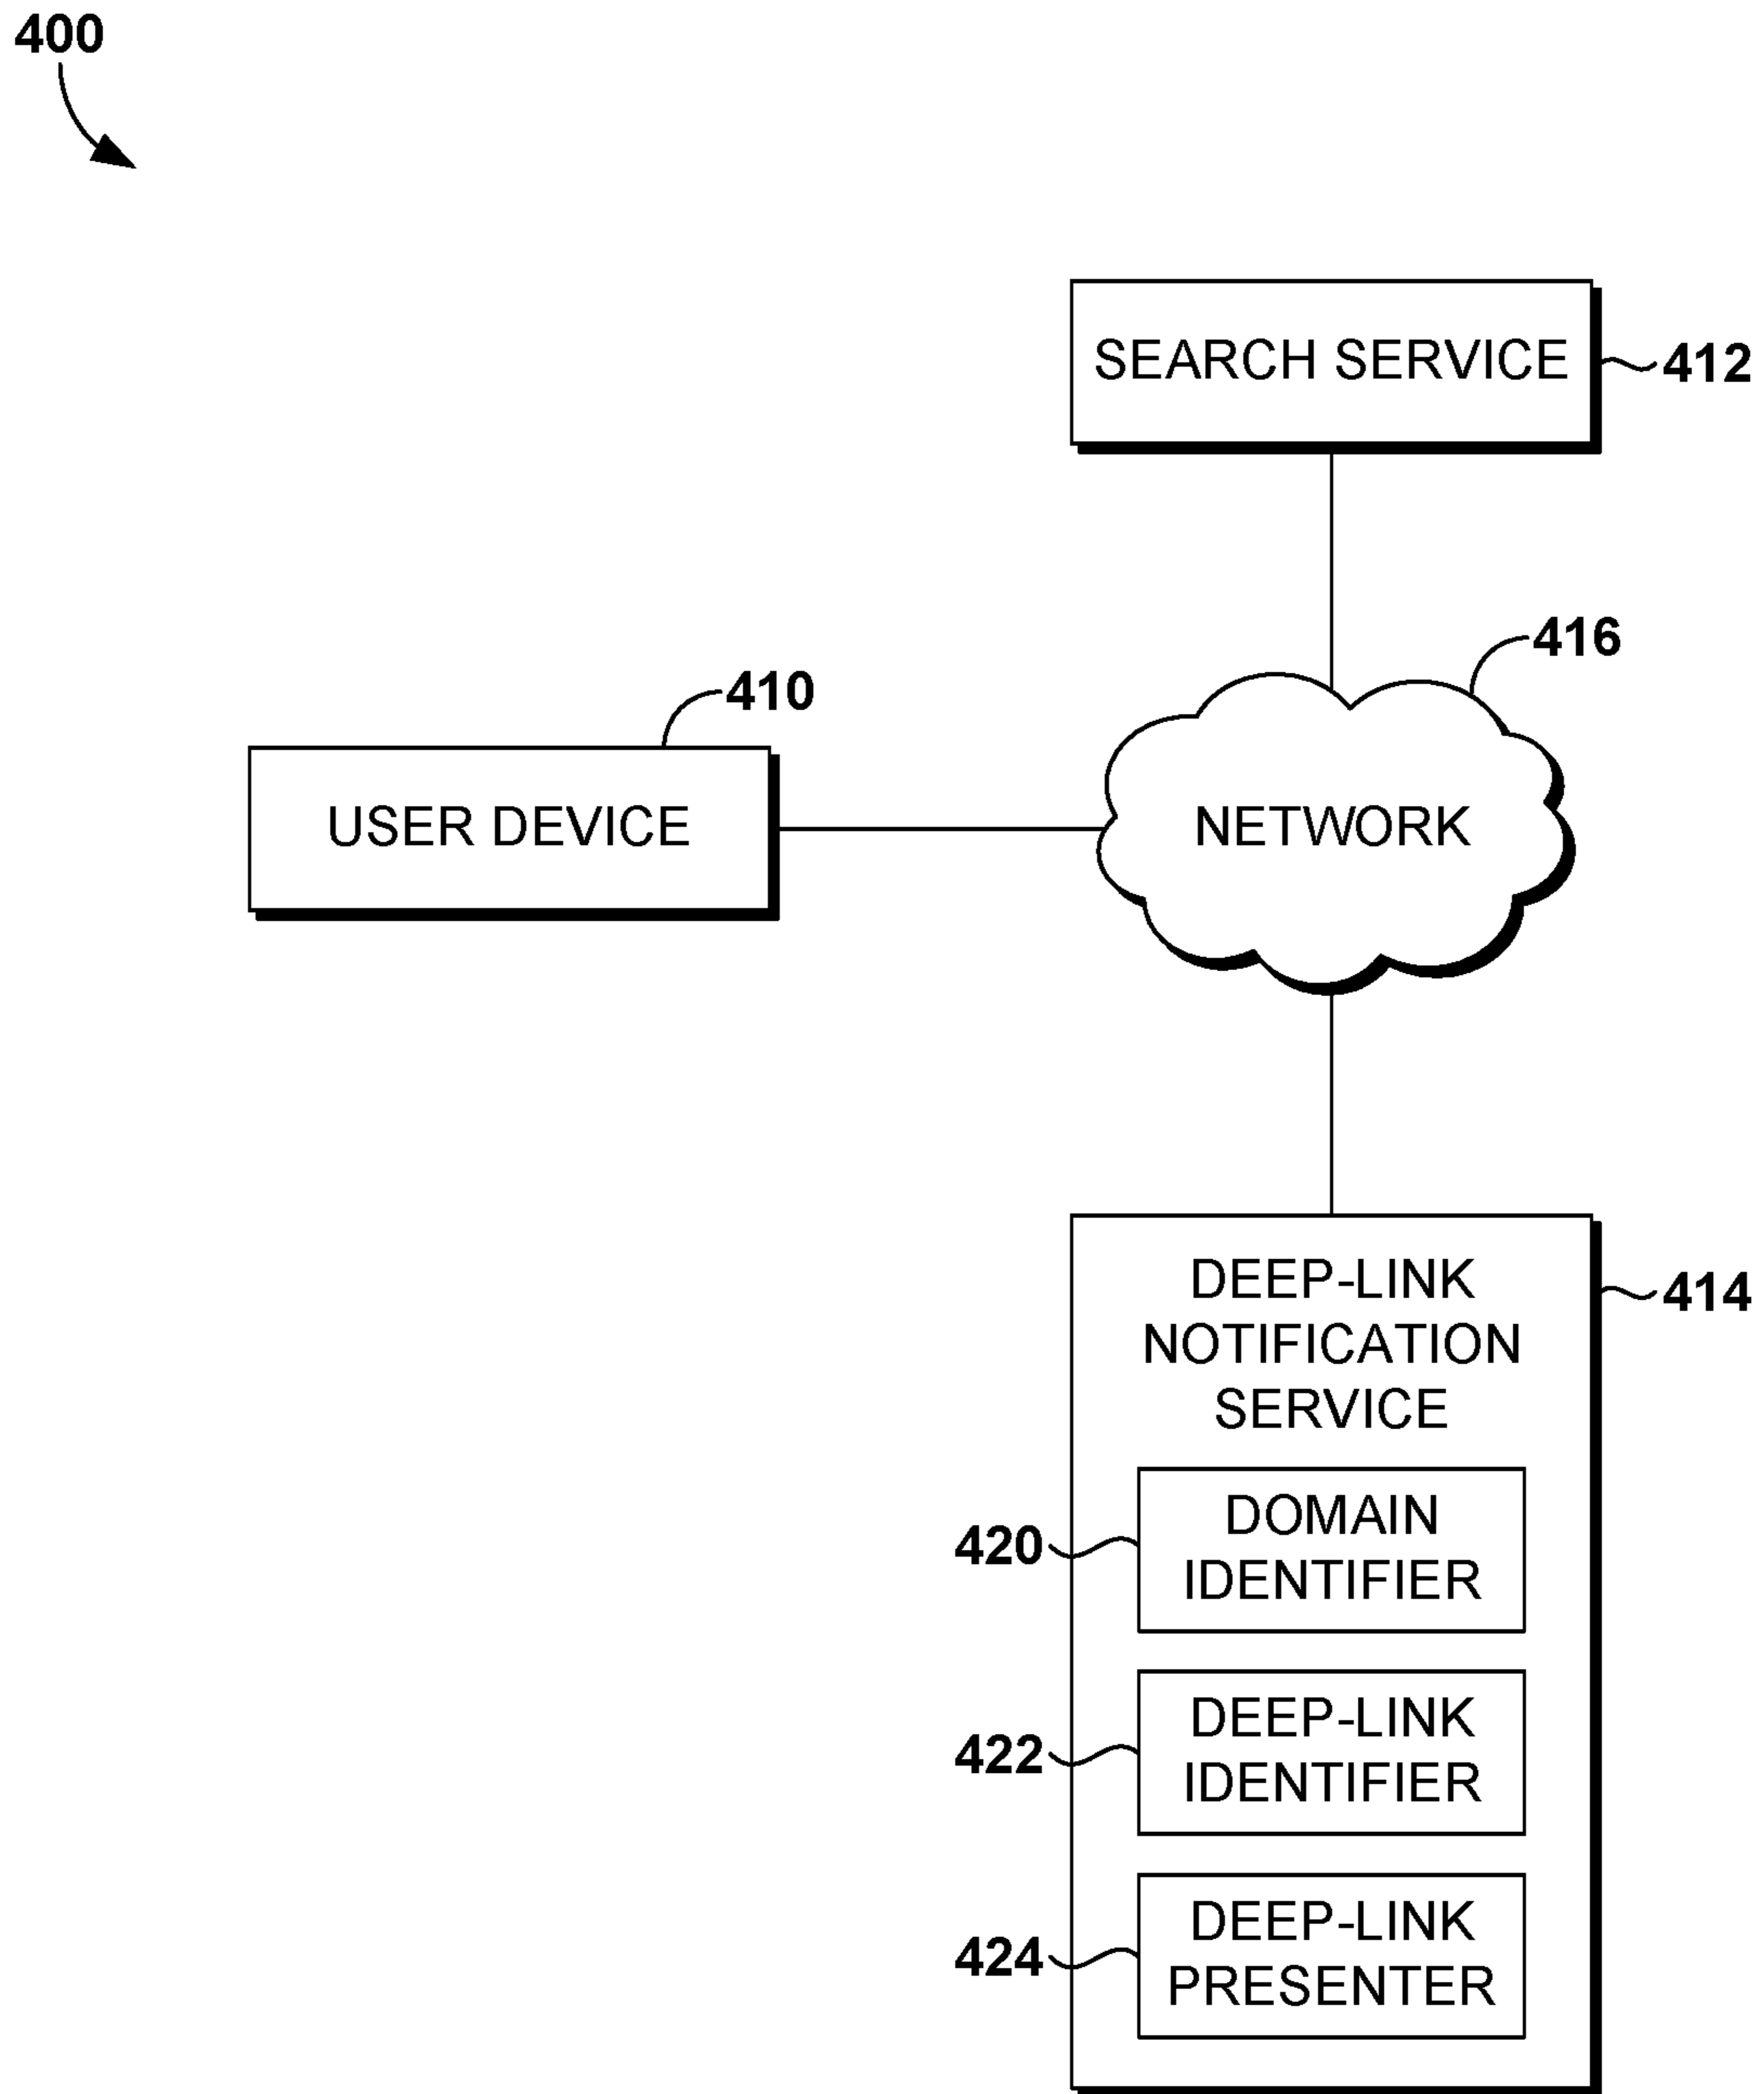 400
SEARCH SERVICE
412
416
410
USER DEVICE
NETWORK
DEEP-LINK
NOTIFICATION
SERVICE
414
DOMAIN
IDENTIFIER
420
DEEP-LINK
IDENTIFIER
422
DEEP-LINK
PRESENTER
424